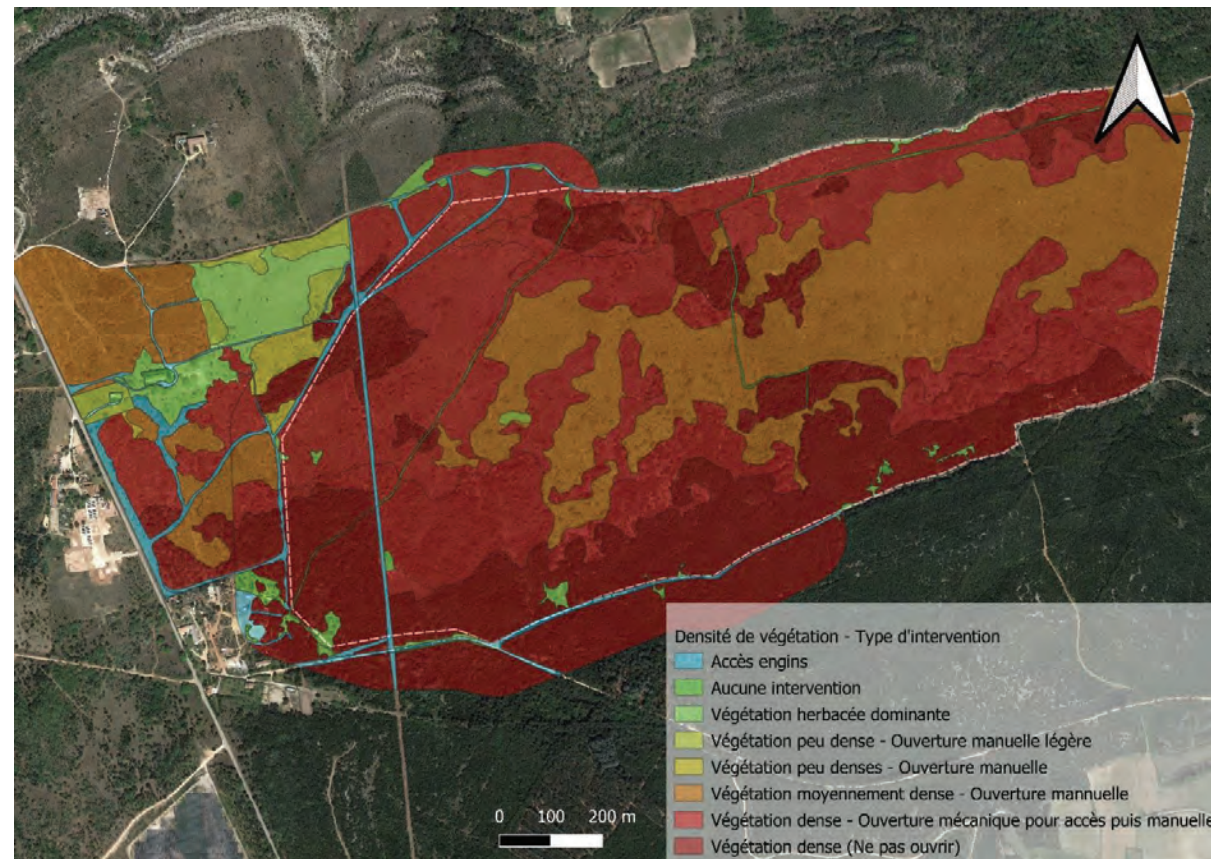 0 100 200 m
Densité de végétation - Type d'intervention
Accès engins
Aucune intervention
Végétation herbacée dominante
Végétation peu dense - Ouverture manuelle légère
Végétation peu denses - Ouverture manuelle
Végétation moyennement dense - Ouverture mannuelle
Végétation dense - Ouverture mécanique pour accès puis manuelle
Végétation dense (Ne pas ouvrir)